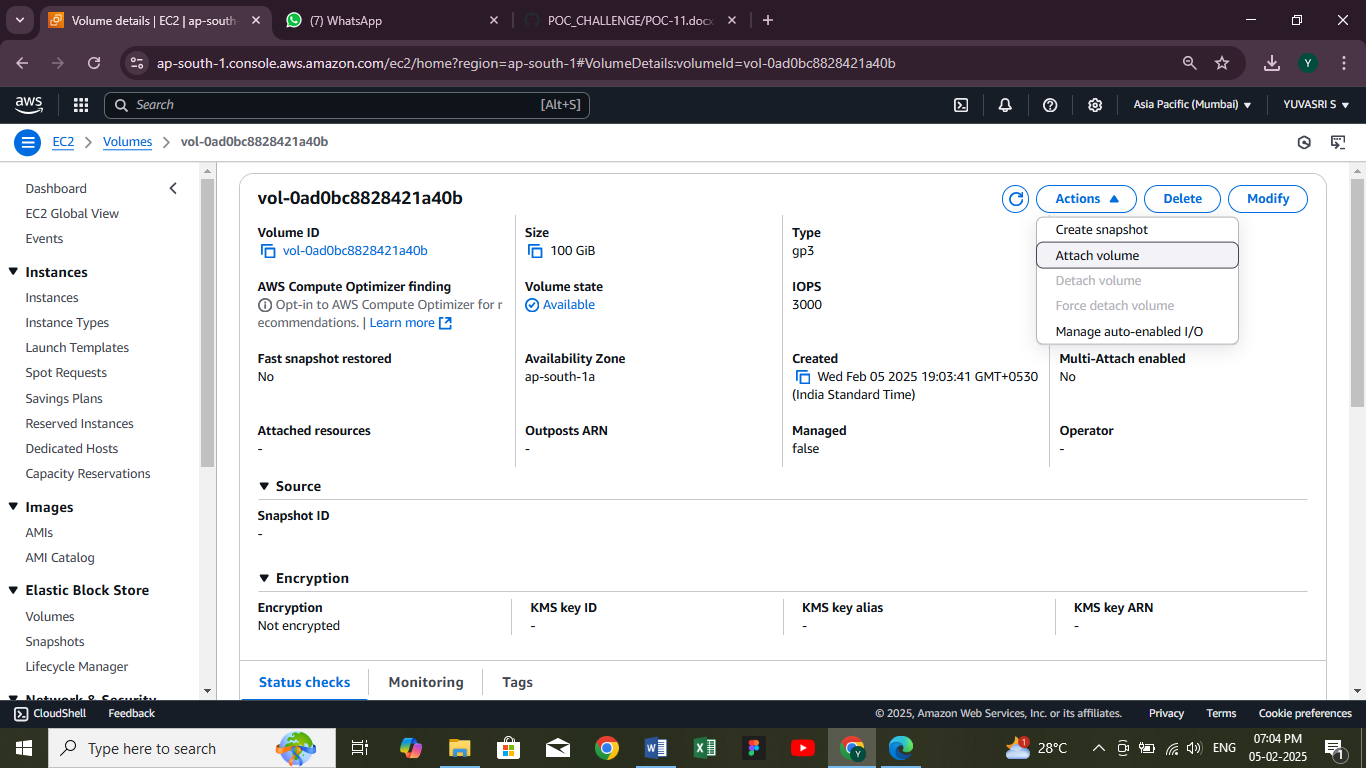 Volume details | EC2 | ap-south-
(7) WhatsApp
POC_CHALLENGE/POC-11.docx
ap-south-1.console.aws.amazon.com/ec2/home?region=ap-south-1#VolumeDetails:volumeId=vol-0ad0bc8828421a40b
Y
aws
Search
[Alt+S]
Asia Pacific (Mumbai)
YUVASRI S
EC2
Volumes
vol-0ad0bc8828421a40b
Dashboard
EC2 Global View
Events
Instances
Instances
Instance Types
Launch Templates
Spot Requests
Savings Plans
Reserved Instances
Dedicated Hosts
Capacity Reservations
Images
AMIs
AMI Catalog
Elastic Block Store
Volumes
Snapshots
Lifecycle Manager
Network & Security
vol-0ad0bc8828421a40b
Actions
Delete
Modify
Create snapshot
Attach volume
Detach volume
Force detach volume
Manage auto-enabled I/O
Volume ID
vol-0ad0bc8828421a40b
Size
100 GiB
Type
gp3
AWS Compute Optimizer finding
Opt-in to AWS Compute Optimizer for r
ecommendations. | Learn more
Volume state
Available
IOPS
3000
Fast snapshot restored
No
Availability Zone
ap-south-1a
Created
Wed Feb 05 2025 19:03:41 GMT+0530
(India Standard Time)
Multi-Attach enabled
No
Attached resources
-
Outposts ARN
-
Managed
false
Operator
-
Source
Snapshot ID
-
Encryption
Encryption
Not encrypted
KMS key ID
-
KMS key alias
-
KMS key ARN
-
Status checks
Monitoring
Tags
CloudShell
Feedback
© 2025, Amazon Web Services, Inc. or its affiliates.
Privacy
Terms
Cookie preferences
Type here to search
1
28°C
ENG
07:04 PM
05-02-2025
1